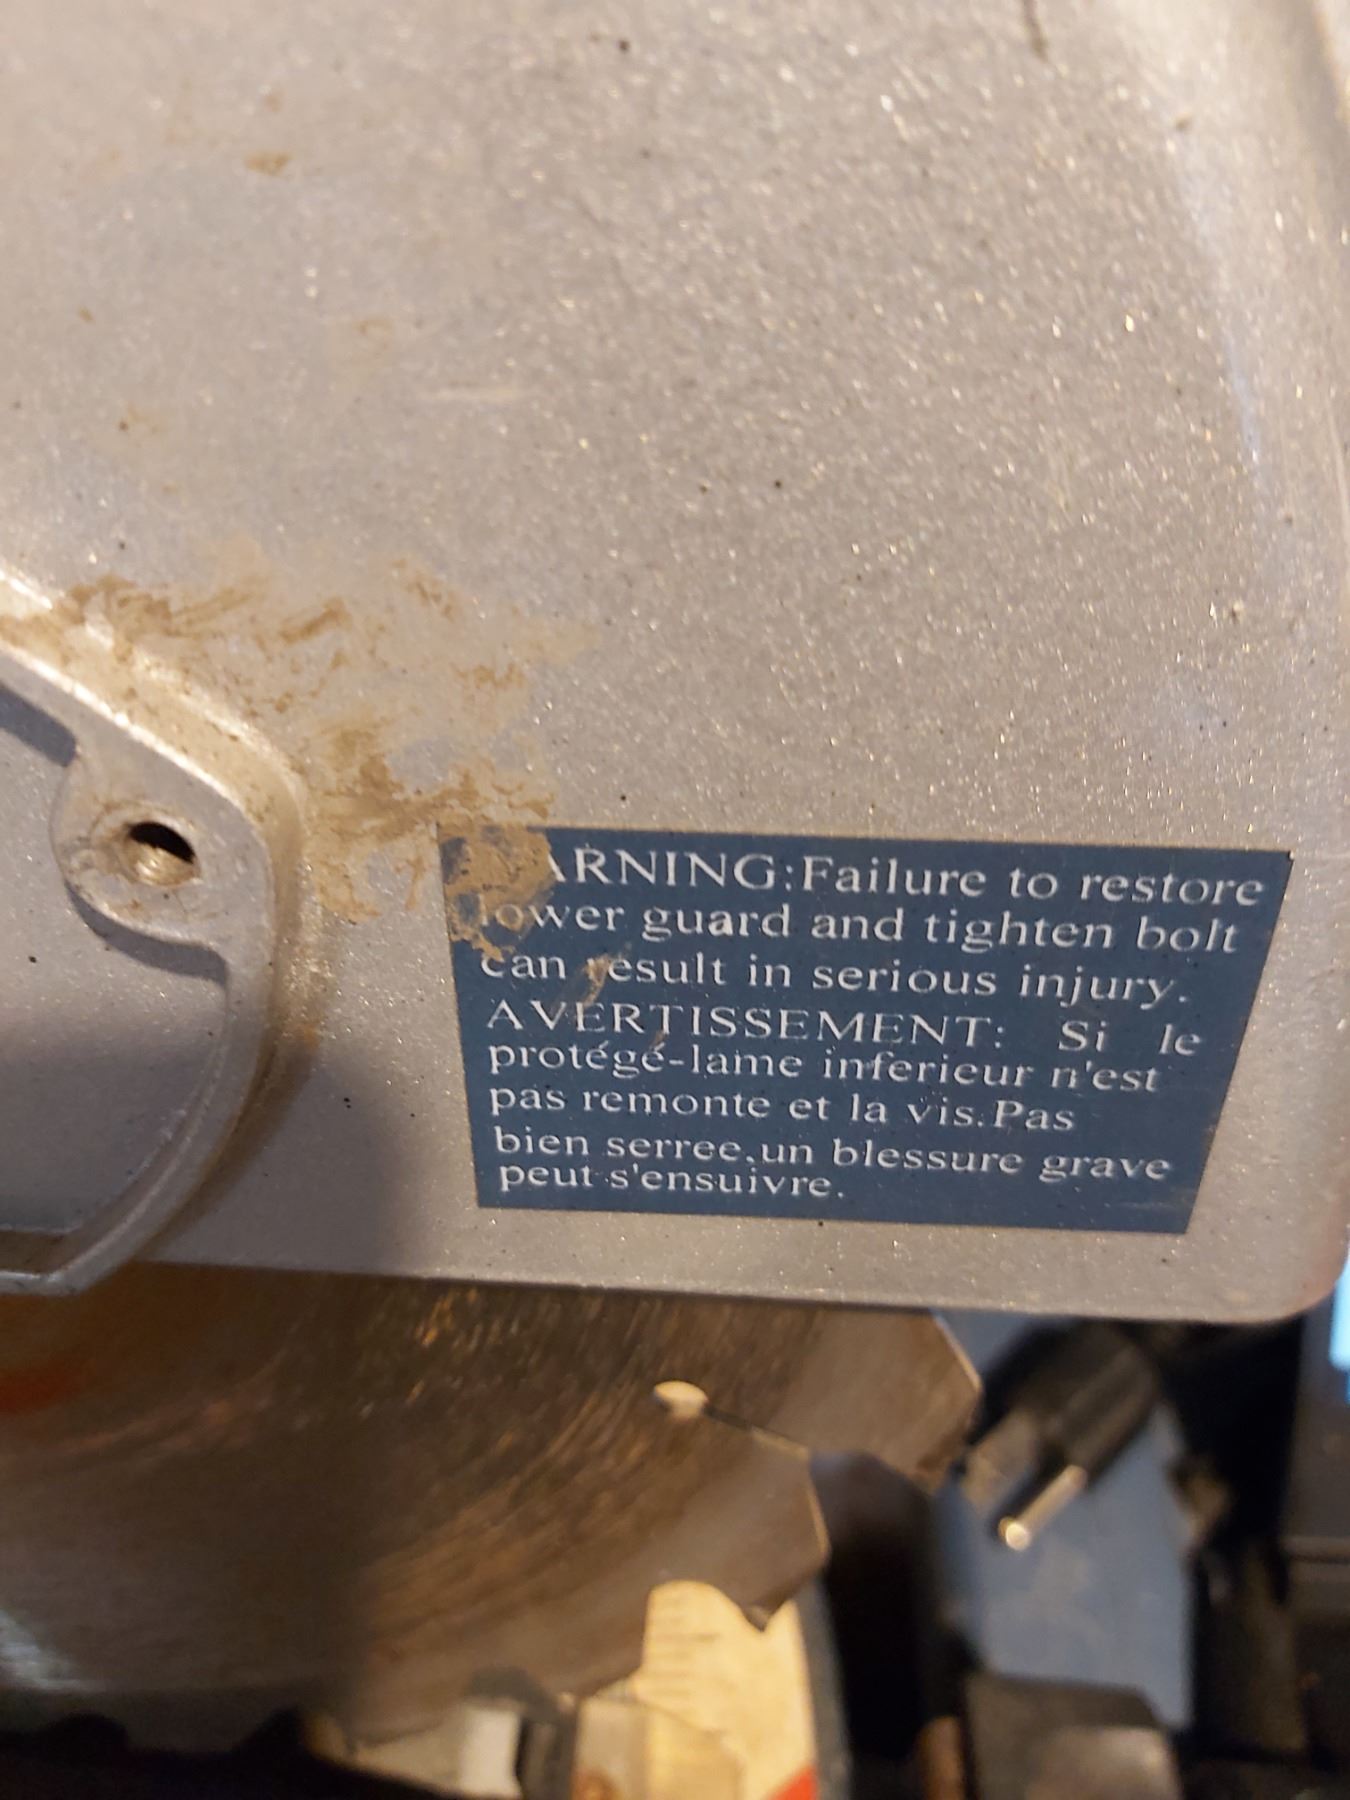 WARNING:Failure to restore
lower guard and tighten bolt
can result in serious injury.
AVERTISSEMENT: Si le
protégé-lame inferieur n'est
pas remonte et la vis.Pas
bien serree.un blessure grave
peut s'ensuivre.